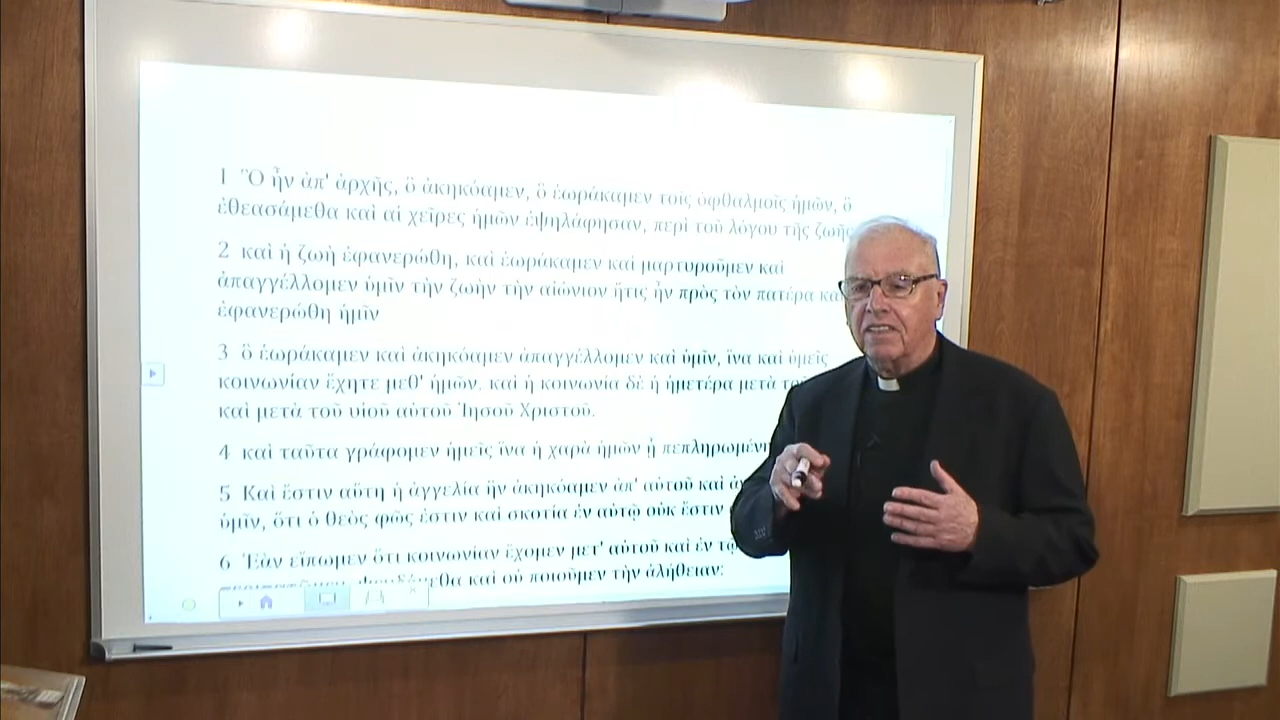 1 Ὃ ἦν ἀπ' ἀρχῆς, ὃ ἀκηκόαμεν, ὃ ἑωράκαμεν τοῖς ὀφθαλμοῖς ἡμῶν, ὃ
ἐθεασάμεθα καὶ αἱ χεῖρες ἡμῶν ἐψηλάφησαν, περὶ τοῦ λόγου τῆς ζωῆς
2 καὶ ἡ ζωὴ ἐφανερώθη, καὶ ἑωράκαμεν καὶ μαρτυροῦμεν καὶ
ἀπαγγέλλομεν ὑμῖν τὴν ζωὴν τὴν αἰώνιον ἥτις ἦν πρὸς τὸν πατέρα
ἐφανερώθη ἡμῖν
3 ὃ ἑωράκαμεν καὶ ἀκηκόαμεν ἀπαγγέλλομεν καὶ ὑμῖν, ἵνα καὶ ὑμεῖς
κοινωνίαν ἔχητε μεθ' ἡμῶν. καὶ ἡ κοινωνία δὲ ἡ ἡμετέρα μετὰ
καὶ μετὰ τοῦ υἱοῦ αὐτοῦ Ἰησοῦ Χριστοῦ.
4 καὶ ταῦτα γράφομεν ἡμεῖς ἵνα ἡ χαρὰ ἡμῶν ᾖ πεπληρωμένη
5 Καὶ ἔστιν αὕτη ἡ ἀγγελία ἣν ἀκηκόαμεν ἀπ' αὐτοῦ καὶ
ὑμῖν, ὅτι ὁ θεὸς φῶς ἐστιν καὶ σκοτία ἐν αὐτῷ οὐκ ἔστιν
6 Ἐὰν εἴπωμεν ὅτι κοινωνίαν ἔχομεν μετ' αὐτοῦ καὶ ἐν τῷ
καὶ οὐ ποιοῦμεν τὴν ἀλήθειαν: